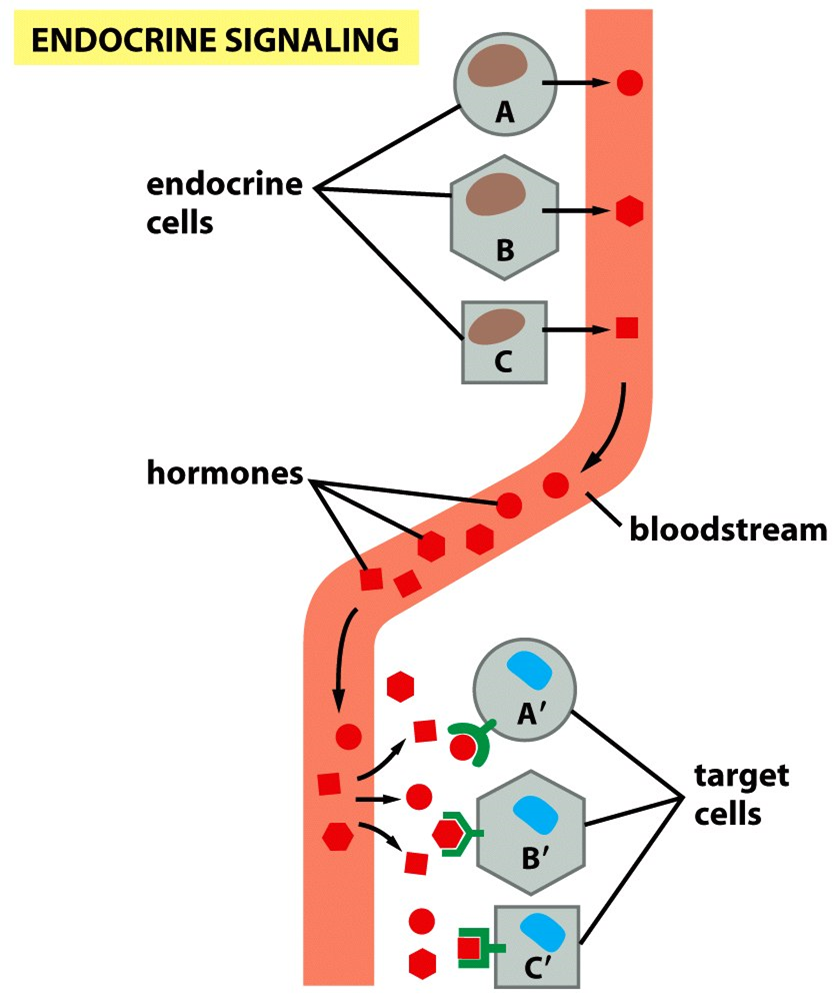 ENDOCRINE SIGNALING
A
endocrine
cells
B
C
hormones
bloodstream
A′
target
cells
B′
C′